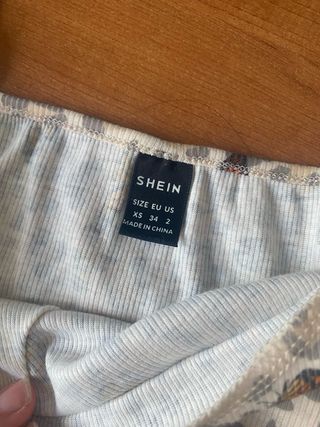 SHEIN
SIZE EU US
XS 34 2
MADE IN CHINA